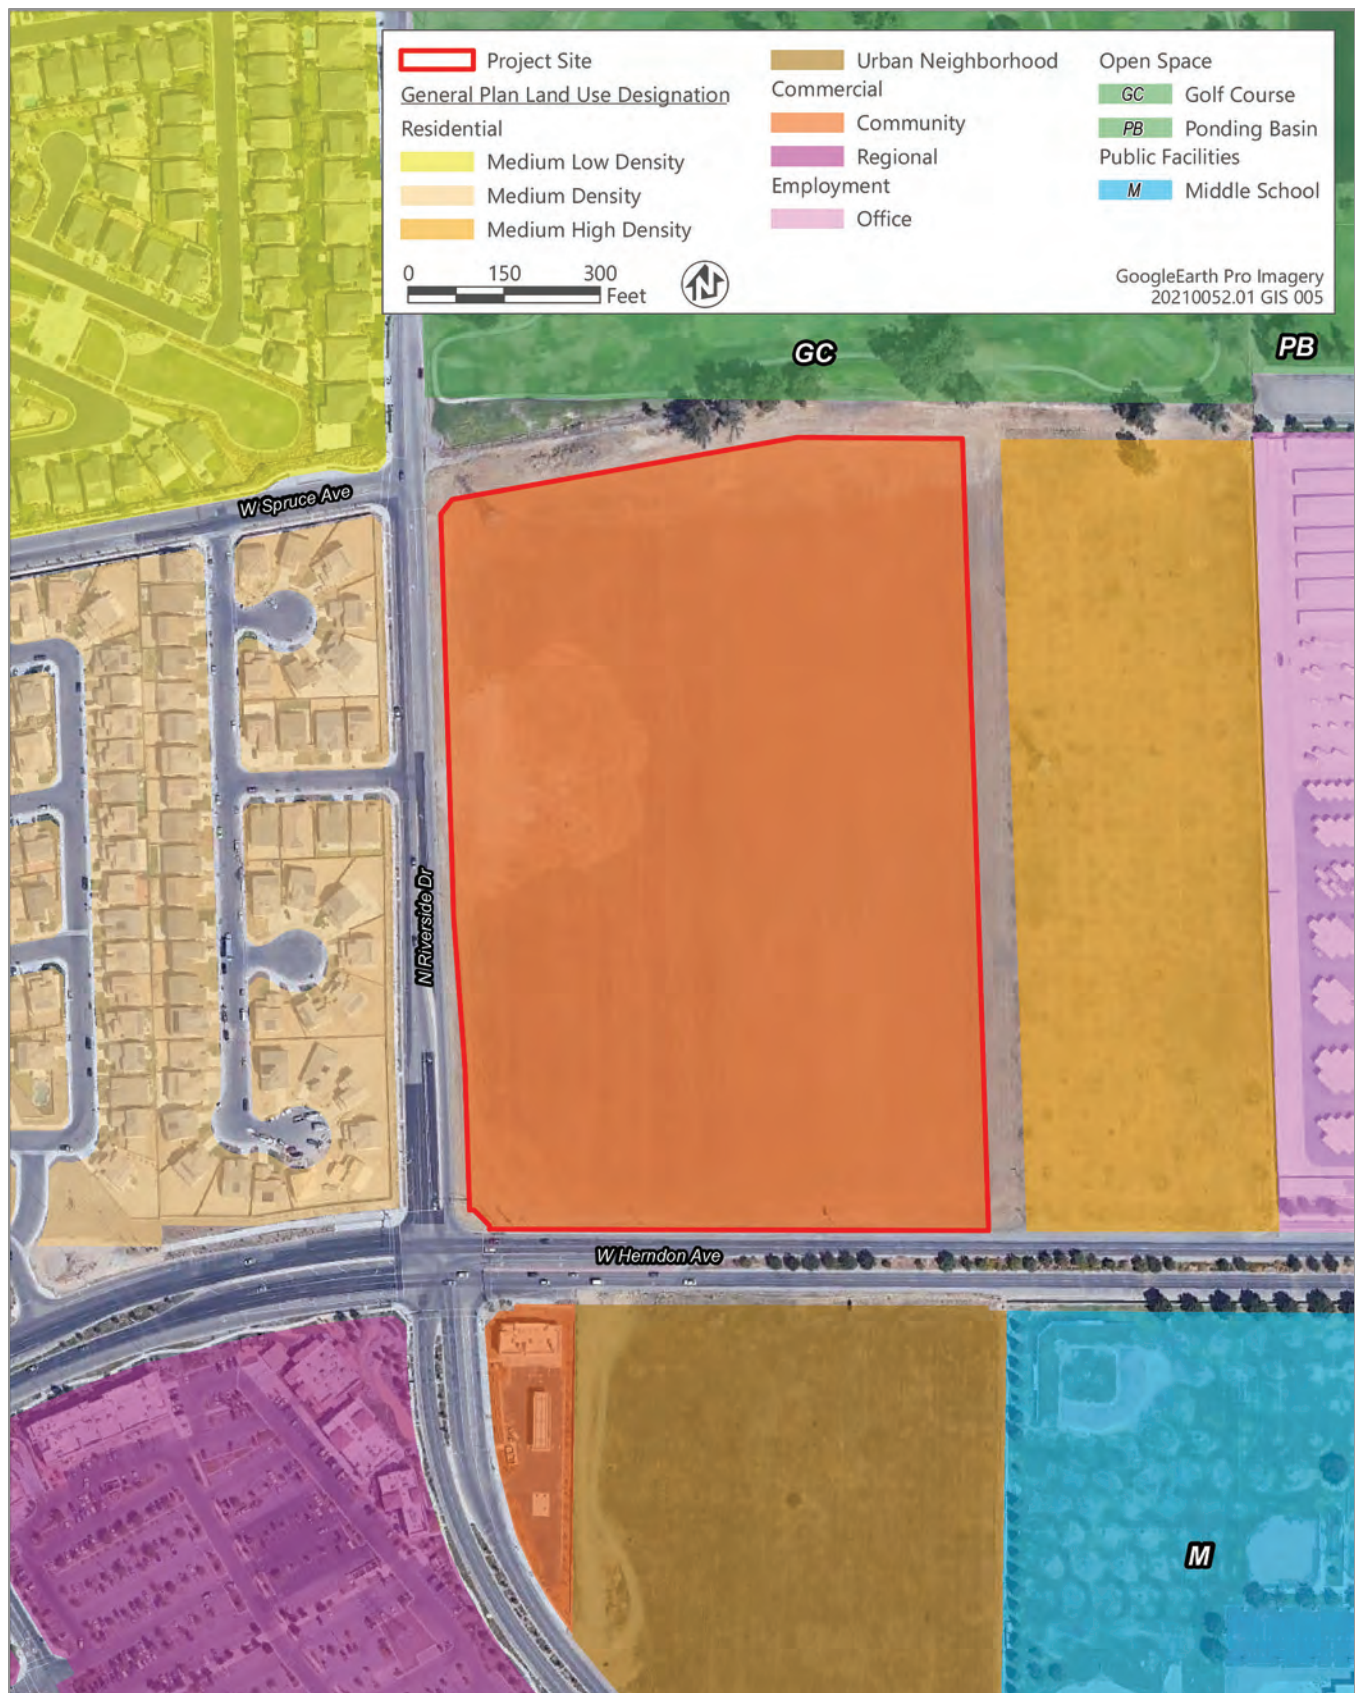 Project Site
General Plan Land Use Designation
Residential
Medium Low Density
Medium Density
Medium High Density
0 150 300
Feet
N
Urban Neighborhood
Commercial
Community
Regional
Employment
Office
Open Space
GC Golf Course
PB Ponding Basin
Public Facilities
M Middle School
GoogleEarth Pro Imagery
20210052.01 GIS 005
GC
PB
W Spruce Ave
N Riverside Dr
W Herndon Ave
M